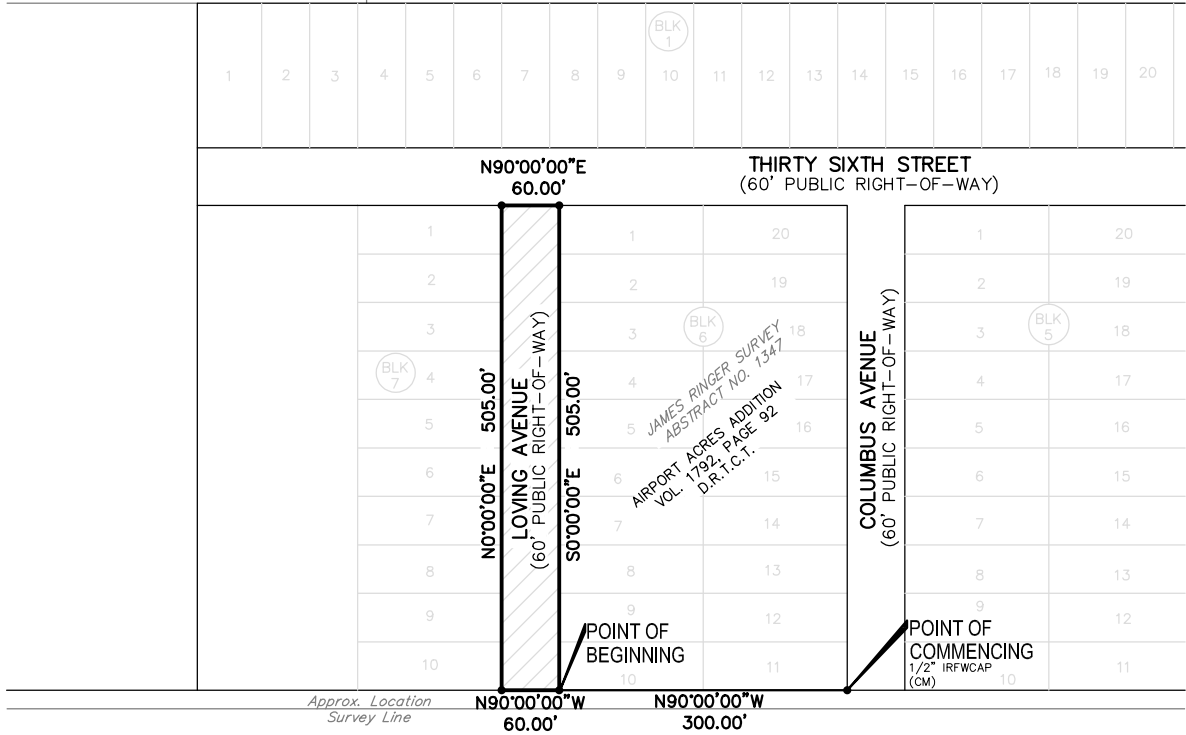 BLK
1
1 2 3 4 5 6 7 8 9 10 11 12 13 14 15 16 17 18 19 20
N90°00'00"E
60.00'
THIRTY SIXTH STREET
(60' PUBLIC RIGHT-OF-WAY)
1
2
3
4
5
6
7
8
9
10
BLK
7
N0°00'00"E 505.00'
LOVING AVENUE
(60' PUBLIC RIGHT-OF-WAY)
S0°00'00"E 505.00'
1 20
2 19
3 18
4 17
5 16
6 15
7 14
8 13
9 12
10 11
BLK
6
JAMES RINGER SURVEY
ABSTRACT NO. 1347
AIRPORT ACRES ADDITION
VOL. 1792, PAGE 92
D.R.T.C.T.
COLUMBUS AVENUE
(60' PUBLIC RIGHT-OF-WAY)
1 20
2 19
3 18
4 17
5 16
6 15
7 14
8 13
9 12
10 11
BLK
5
POINT OF
BEGINNING
POINT OF
COMMENCING
1/2" IRFWCAP
(CM)
Approx. Location
Survey Line
N90°00'00"W
60.00'
N90°00'00"W
300.00'